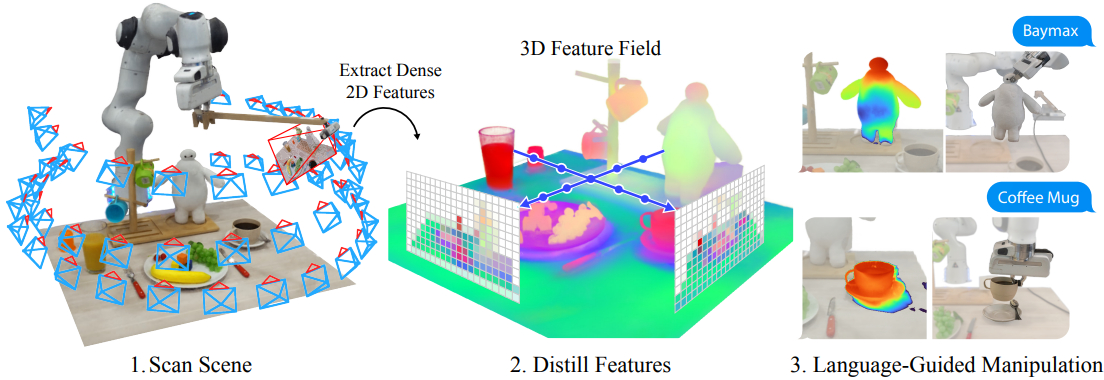 Extract Dense
2D Features
3D Feature Field
Baymax
Coffee Mug
1. Scan Scene
2. Distill Features
3. Language-Guided Manipulation